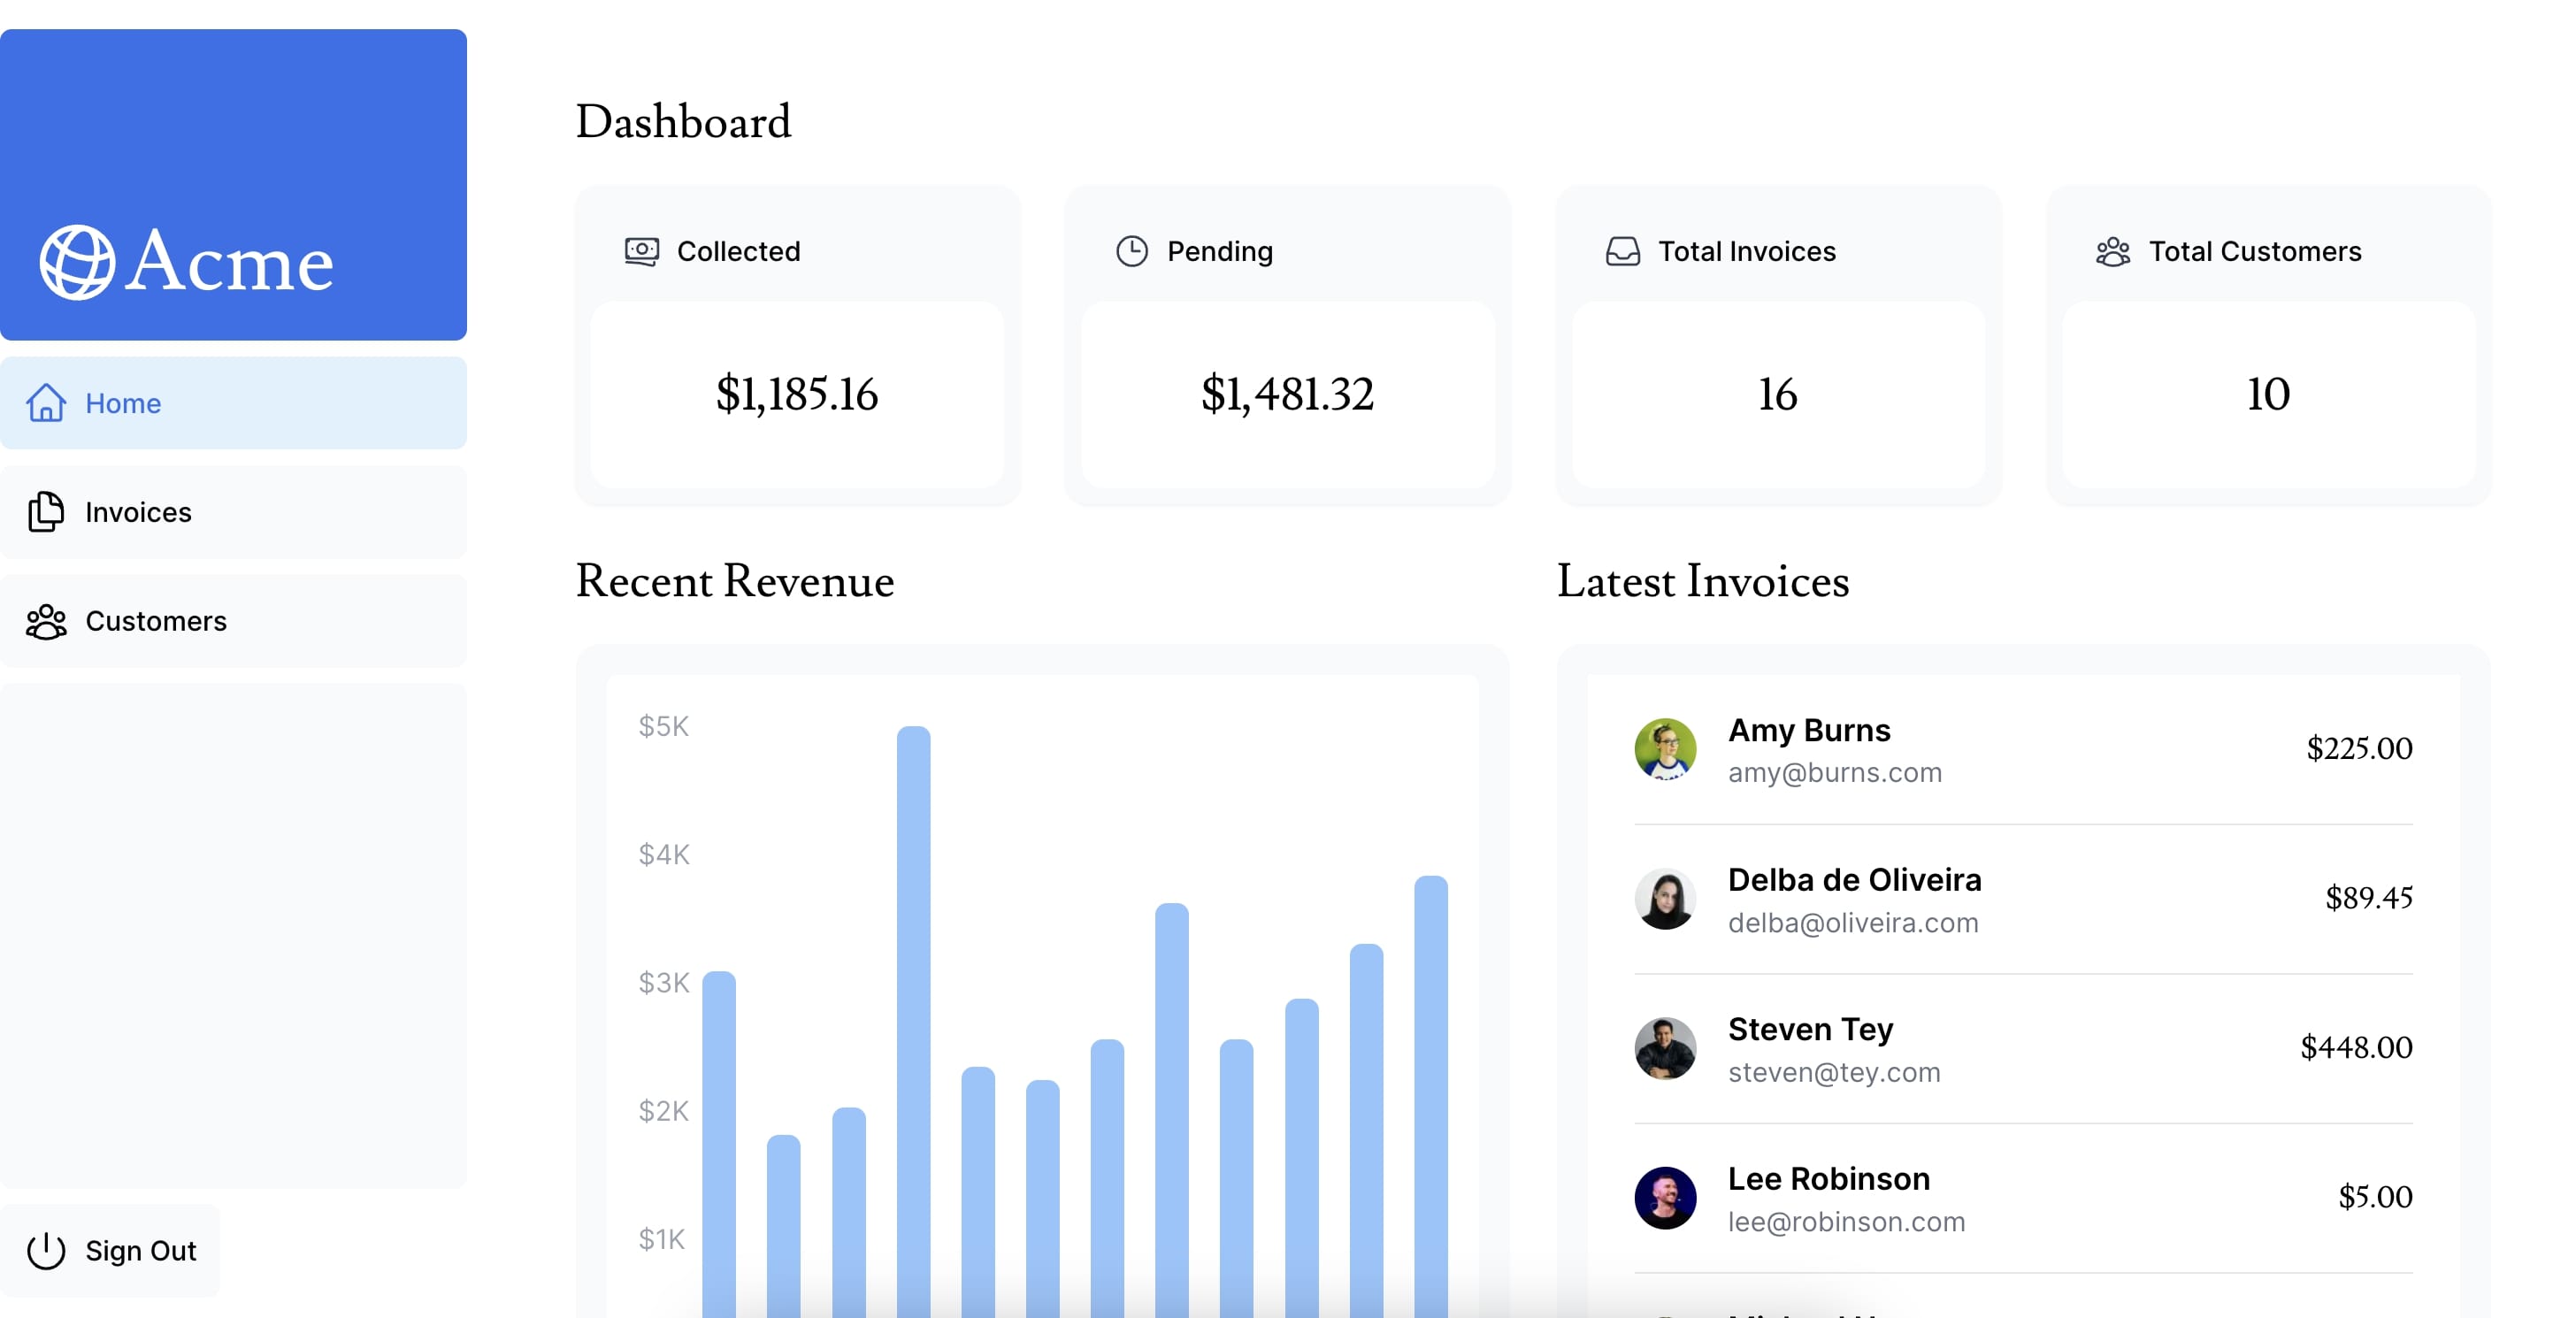 Acme
Home
Invoices
Customers
Sign Out
Dashboard
Collected
$1,185.16
Pending
$1,481.32
Total Invoices
16
Total Customers
10
Recent Revenue
$5K
$4K
$3K
$2K
$1K
Latest Invoices
Amy Burns
amy@burns.com
$225.00
Delba de Oliveira
delba@oliveira.com
$89.45
Steven Tey
steven@tey.com
$448.00
Lee Robinson
lee@robinson.com
$5.00